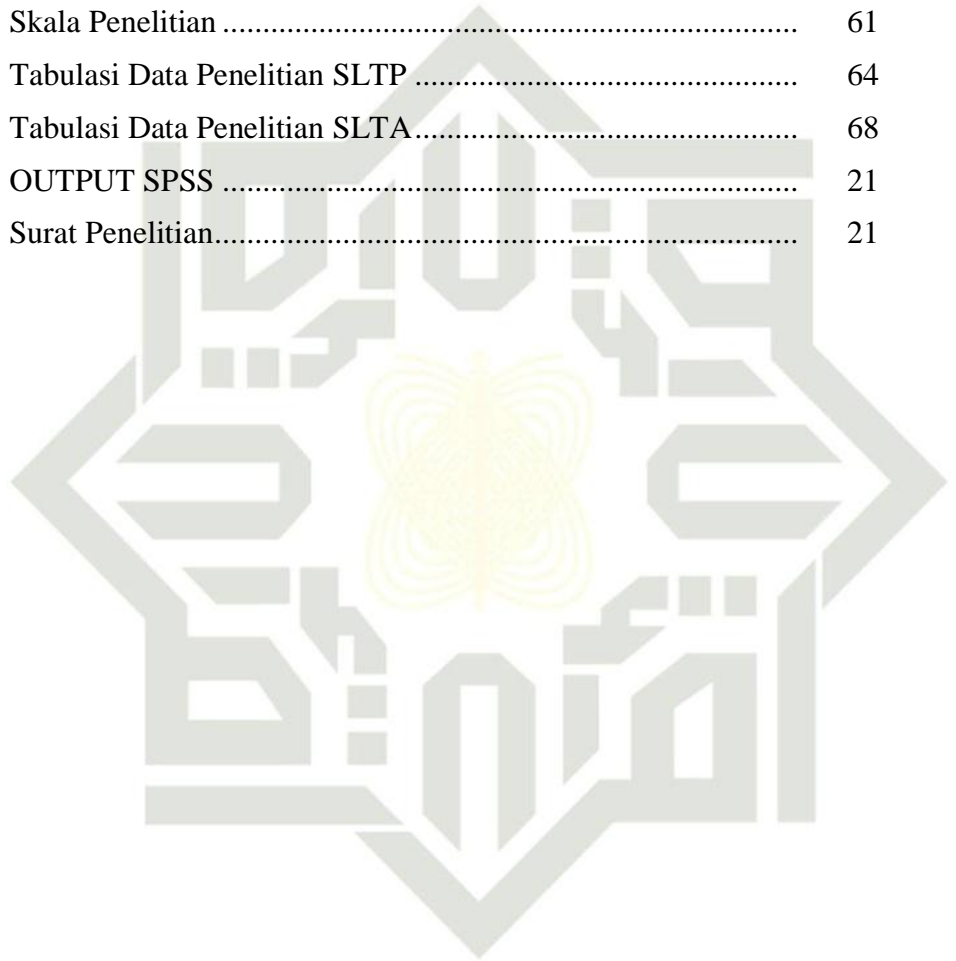 Skala Penelitian ....................................................................... 61
Tabulasi Data Penelitian SLTP ............................................... 64
Tabulasi Data Penelitian SLTA............................................... 68
OUTPUT SPSS ....................................................................... 21
Surat Penelitian........................................................................ 21